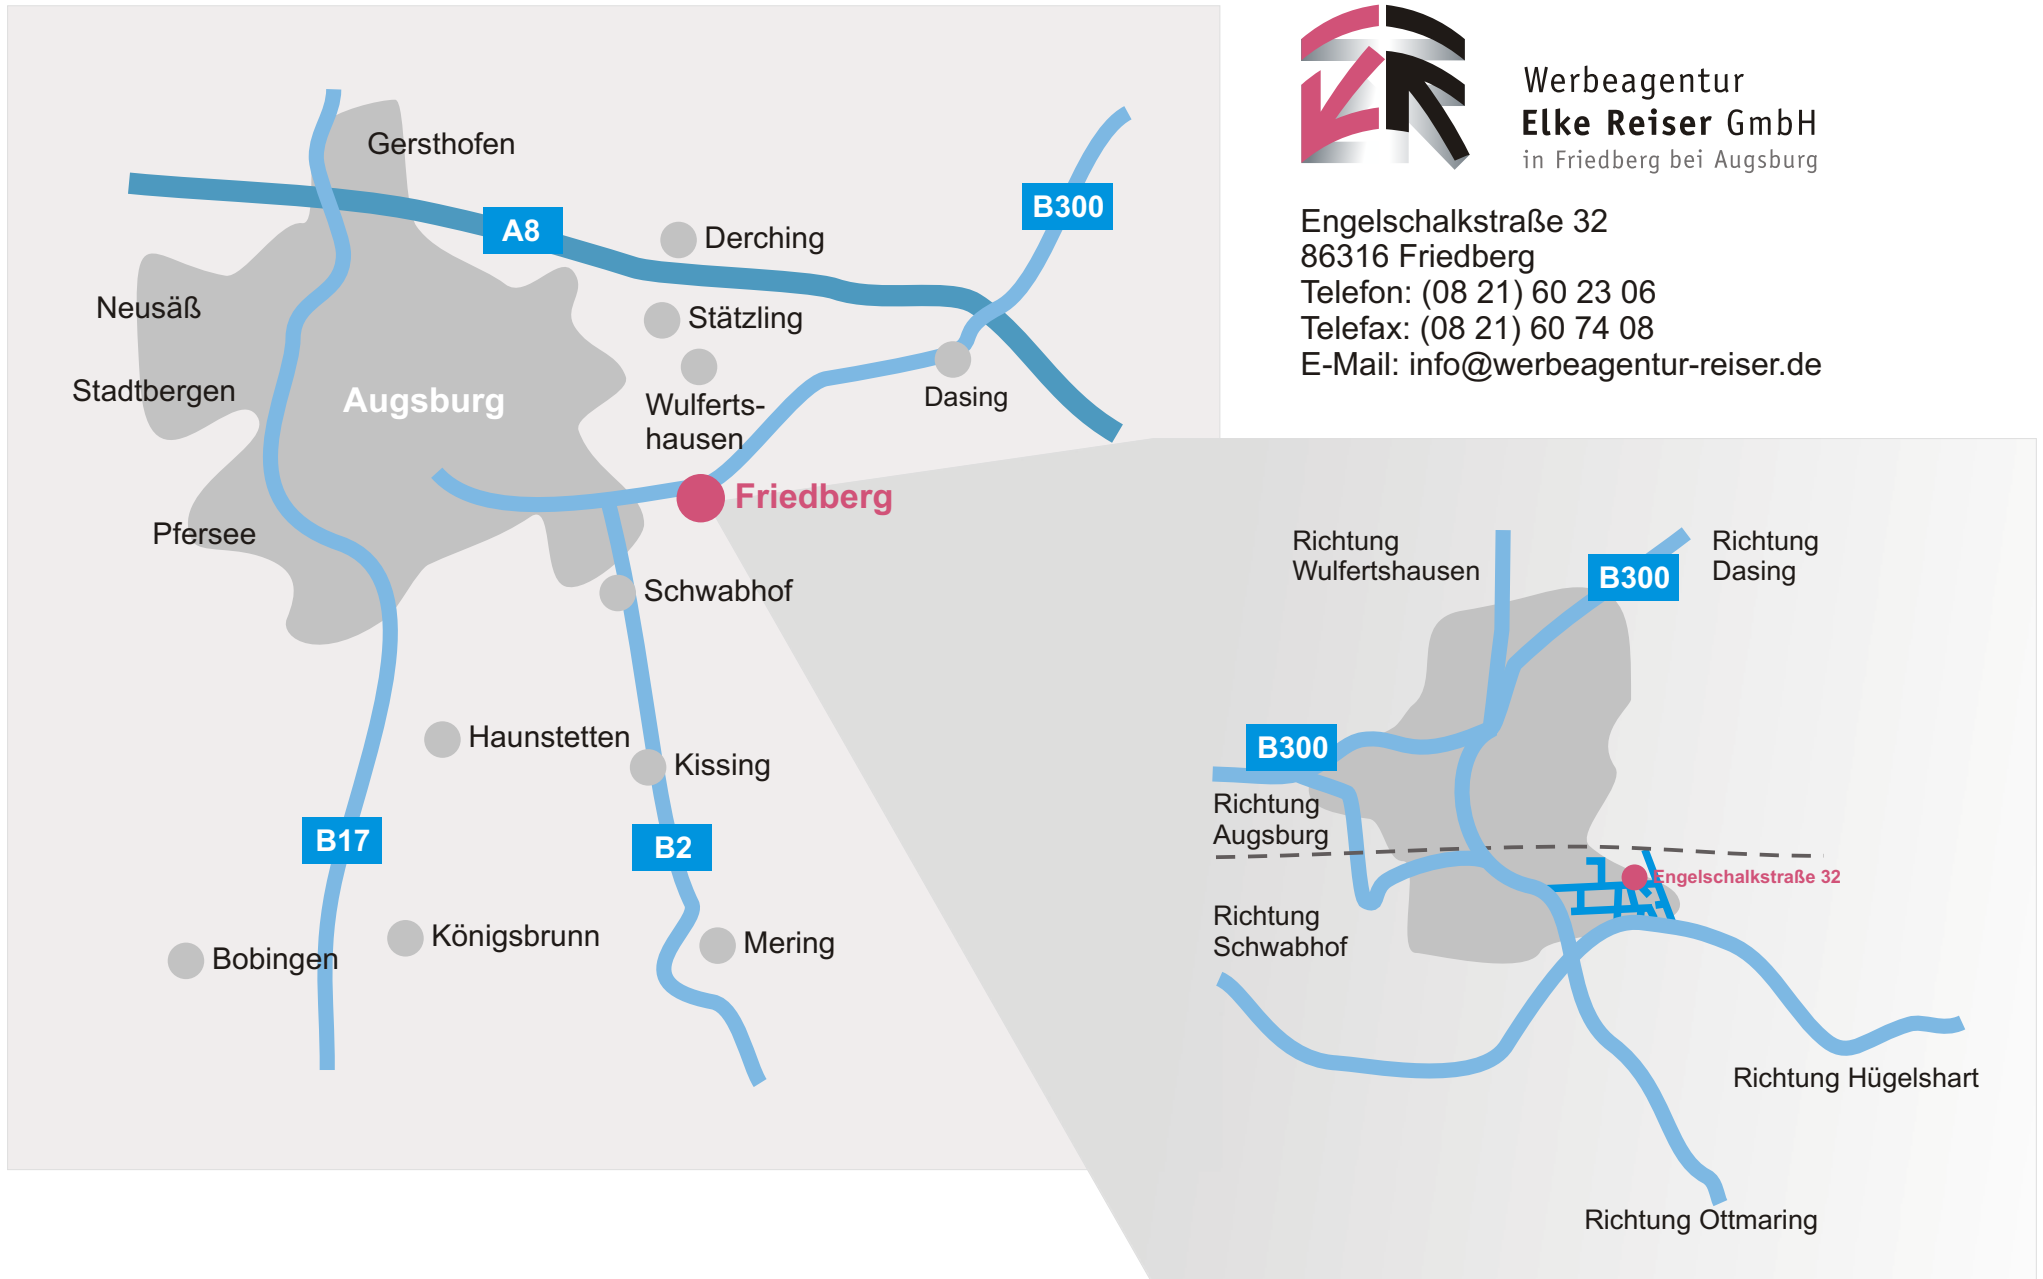 Gersthofen
A8
Derching
B300
Neusäß
Stätzling
Stadtbergen
Augsburg
Wulferts-
hausen
Dasing
Friedberg
Pfersee
Schwabhof
Haunstetten
Kissing
B17
B2
Bobingen
Königsbrunn
Mering
Werbeagentur
Elke Reiser GmbH
in Friedberg bei Augsburg
Engelschalkstraße 32
86316 Friedberg
Telefon: (08 21) 60 23 06
Telefax: (08 21) 60 74 08
E-Mail: info@werbeagentur-reiser.de
Richtung
Wulfertshausen
B300
Richtung
Dasing
B300
Richtung
Augsburg
Engelschalkstraße 32
Richtung
Schwabhof
Richtung Hügelshart
Richtung Ottmaring